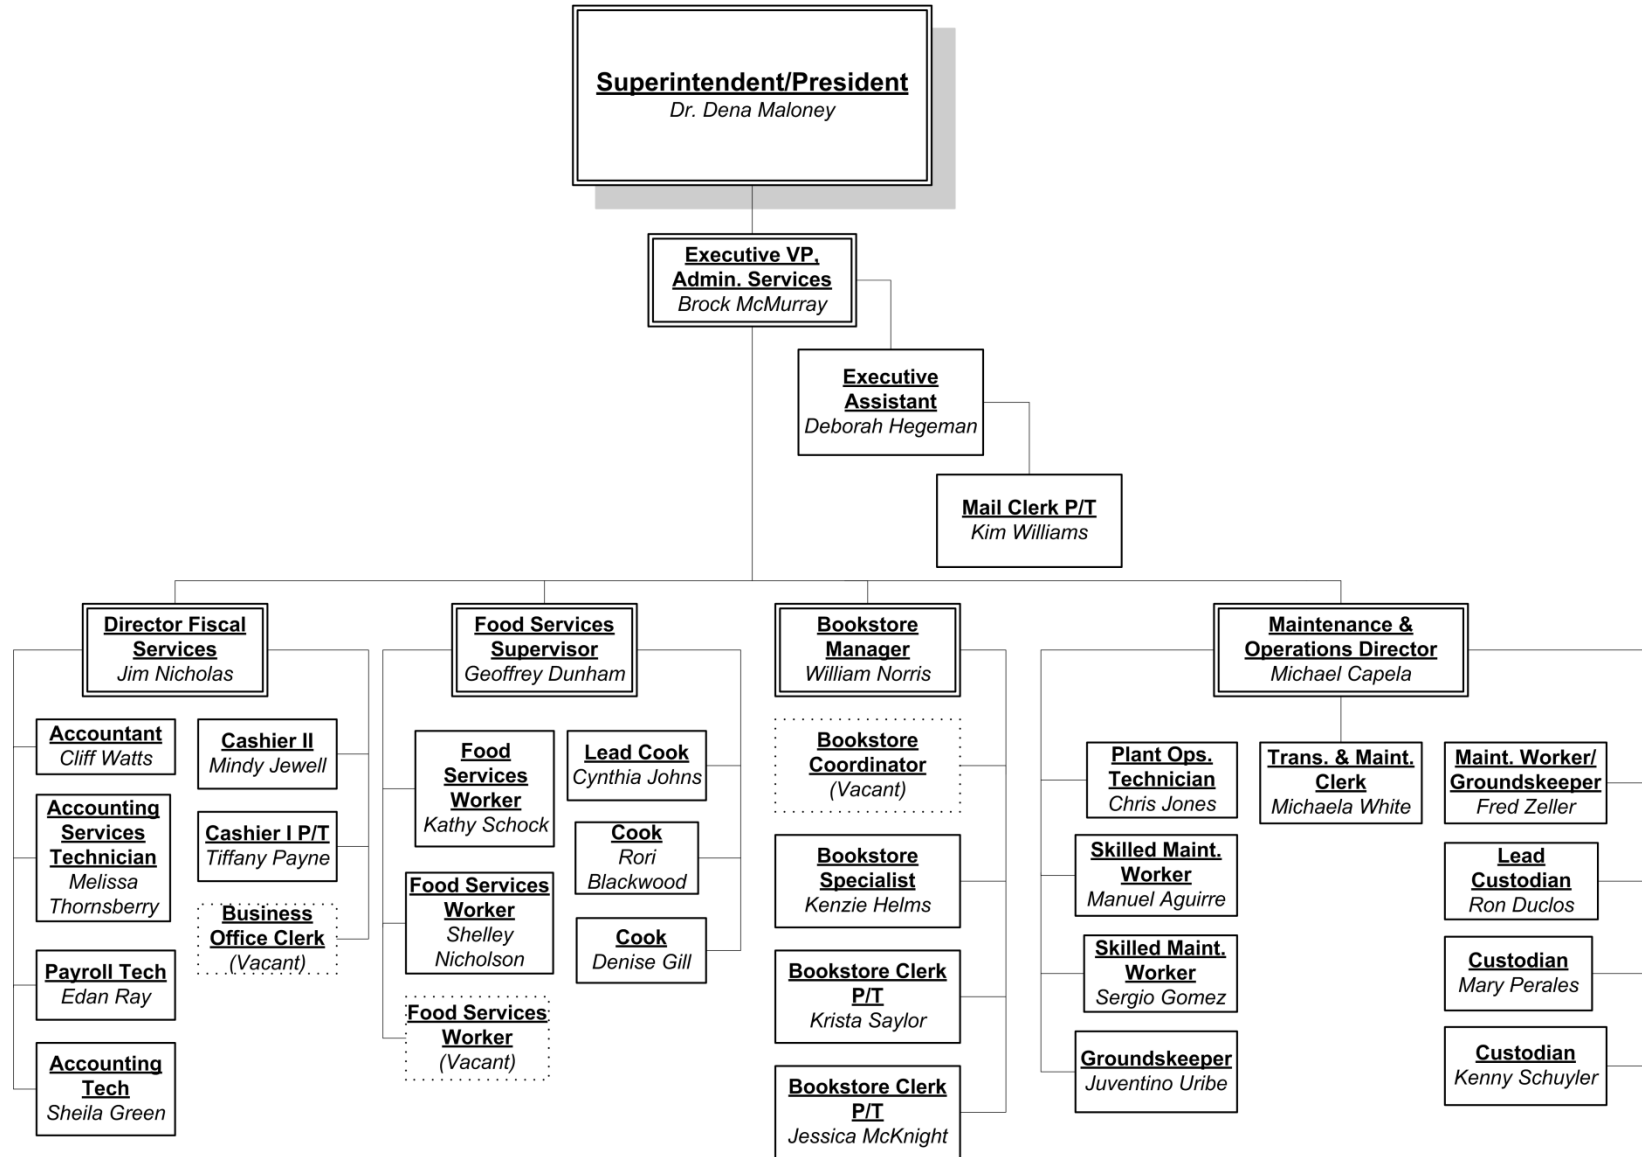 Superintendent/President
Dr. Dena Maloney
Executive VP,
Admin. Services
Brock McMurray
Executive
Assistant
Deborah Hegeman
Mail Clerk P/T
Kim Williams
Director Fiscal
Services
Jim Nicholas
Accountant
Cliff Watts
Accounting
Services
Technician
Melissa
Thornsberry
Payroll Tech
Edan Ray
Accounting
Tech
Sheila Green
Cashier II
Mindy Jewell
Cashier I P/T
Tiffany Payne
Business
Office Clerk
(Vacant)
Food Services
Supervisor
Geoffrey Dunham
Food
Services
Worker
Kathy Schock
Food Services
Worker
Shelley
Nicholson
Food Services
Worker
(Vacant)
Lead Cook
Cynthia Johns
Cook
Rori
Blackwood
Cook
Denise Gill
Bookstore
Manager
William Norris
Bookstore
Coordinator
(Vacant)
Bookstore
Specialist
Kenzie Helms
Bookstore Clerk
P/T
Krista Saylor
Bookstore Clerk
P/T
Jessica McKnight
Maintenance &
Operations Director
Michael Capela
Plant Ops.
Technician
Chris Jones
Skilled Maint.
Worker
Manuel Aguirre
Skilled Maint.
Worker
Sergio Gomez
Groundskeeper
Juventino Uribe
Trans. & Maint.
Clerk
Michaela White
Maint. Worker/
Groundskeeper
Fred Zeller
Lead
Custodian
Ron Duclos
Custodian
Mary Perales
Custodian
Kenny Schuyler